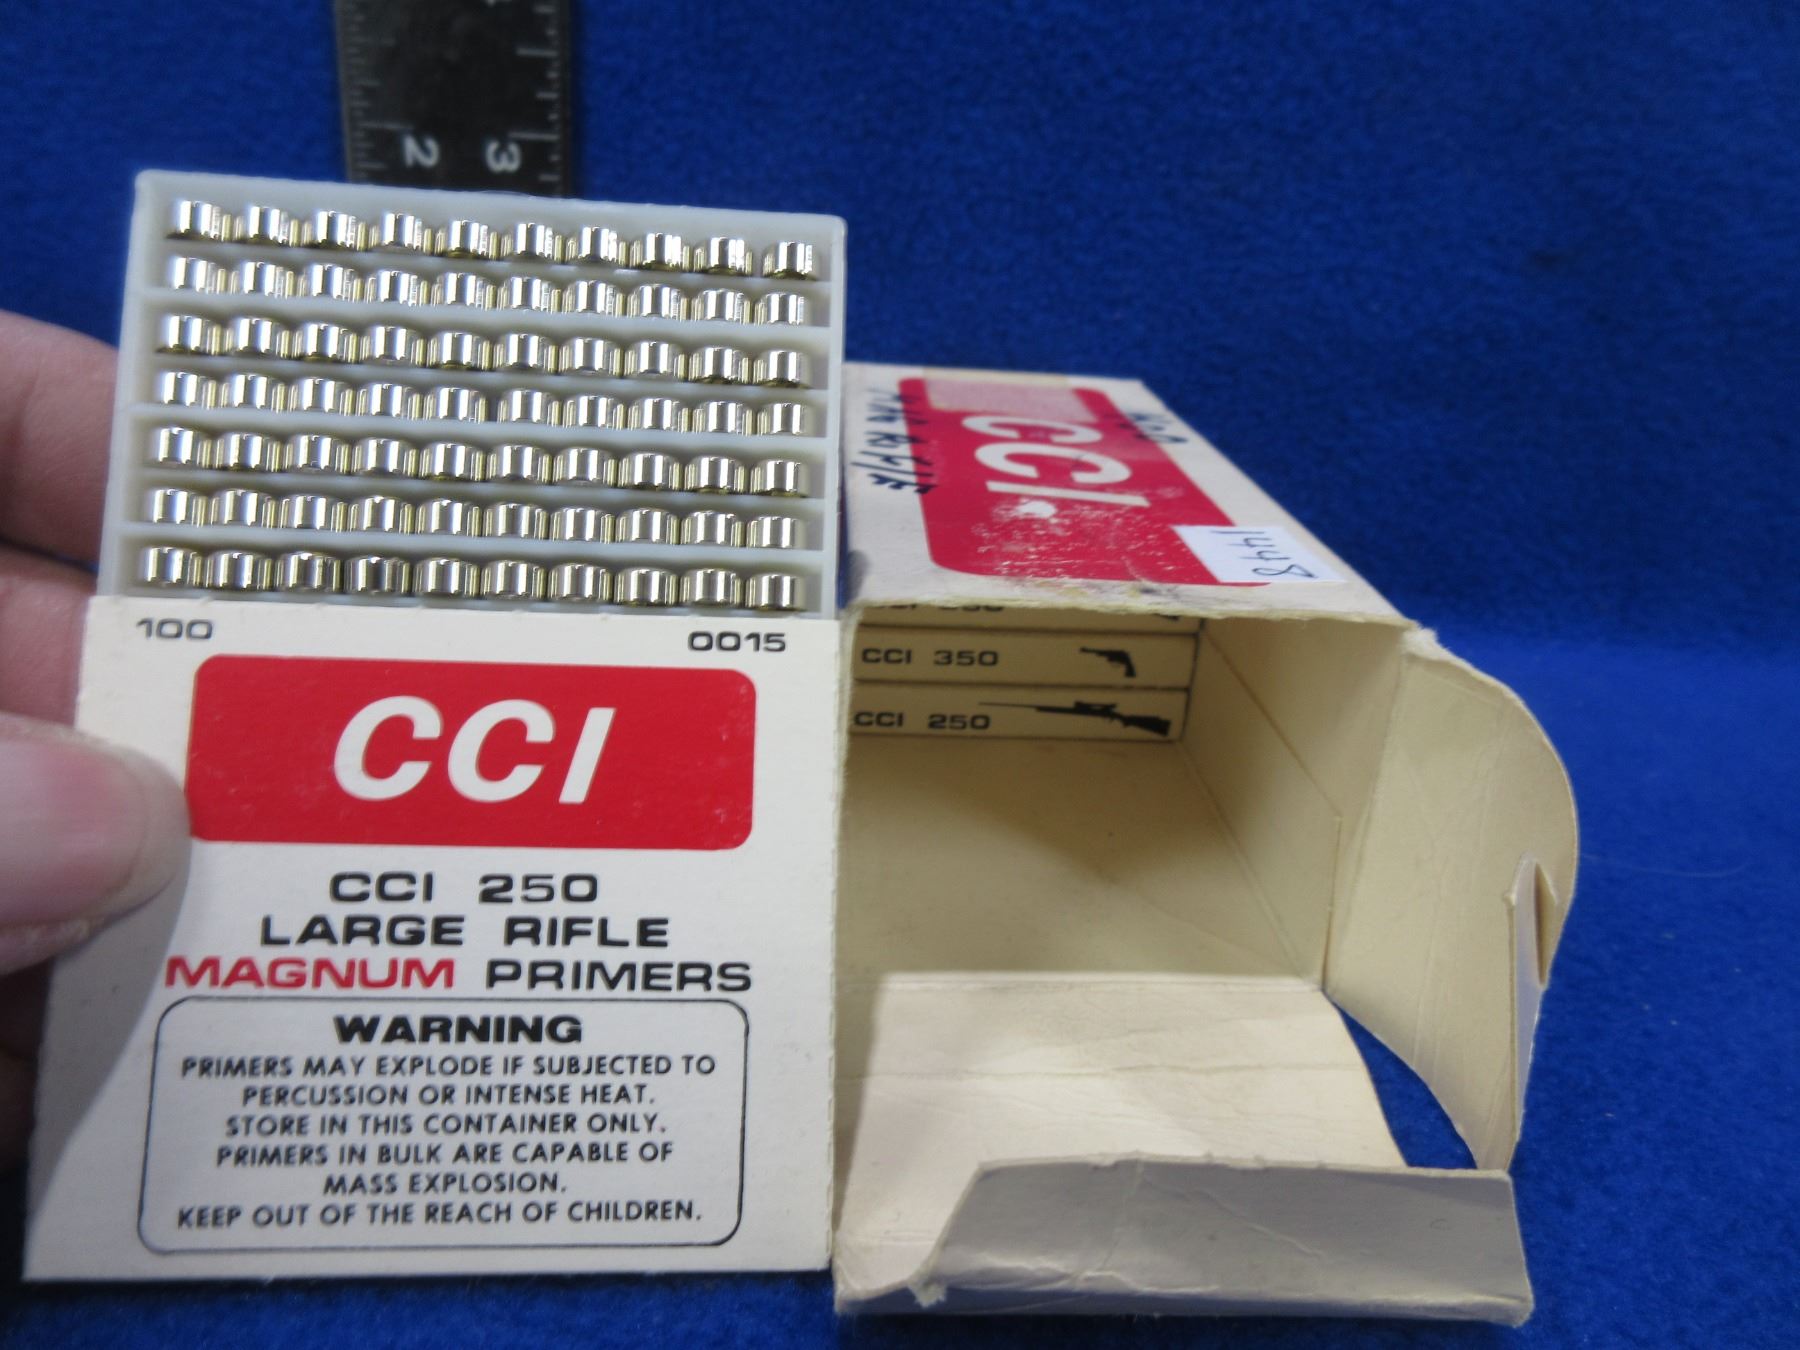 2 3
100 0015
CCI
CCI 250
LARGE RIFLE
MAGNUM PRIMERS
WARNING
PRIMERS MAY EXPLODE IF SUBJECTED TO
PERCUSSION OR INTENSE HEAT.
STORE IN THIS CONTAINER ONLY.
PRIMERS IN BULK ARE CAPABLE OF
MASS EXPLOSION.
KEEP OUT OF THE REACH OF CHILDREN.
CCI
1448
CCI 350
CCI 250